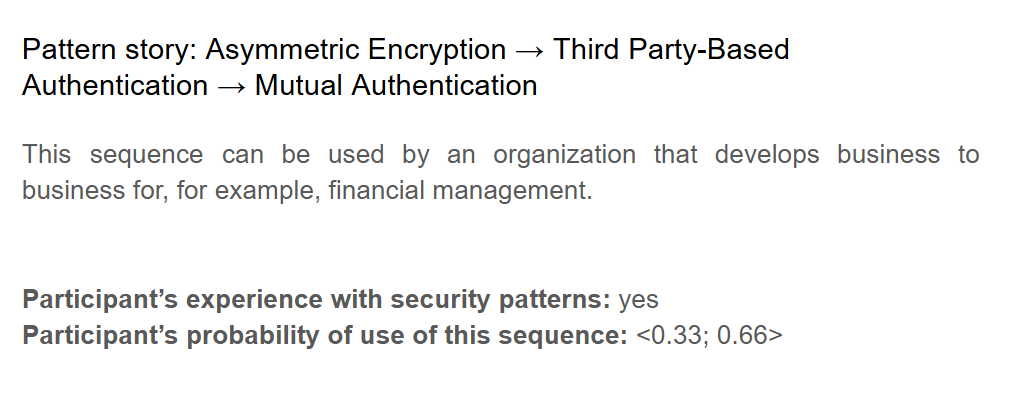 Pattern story: Asymmetric Encryption → Third Party-Based
Authentication → Mutual Authentication
This sequence can be used by an organization that develops business to
business for, for example, financial management.
Participant’s experience with security patterns: yes
Participant’s probability of use of this sequence: <0.33; 0.66>